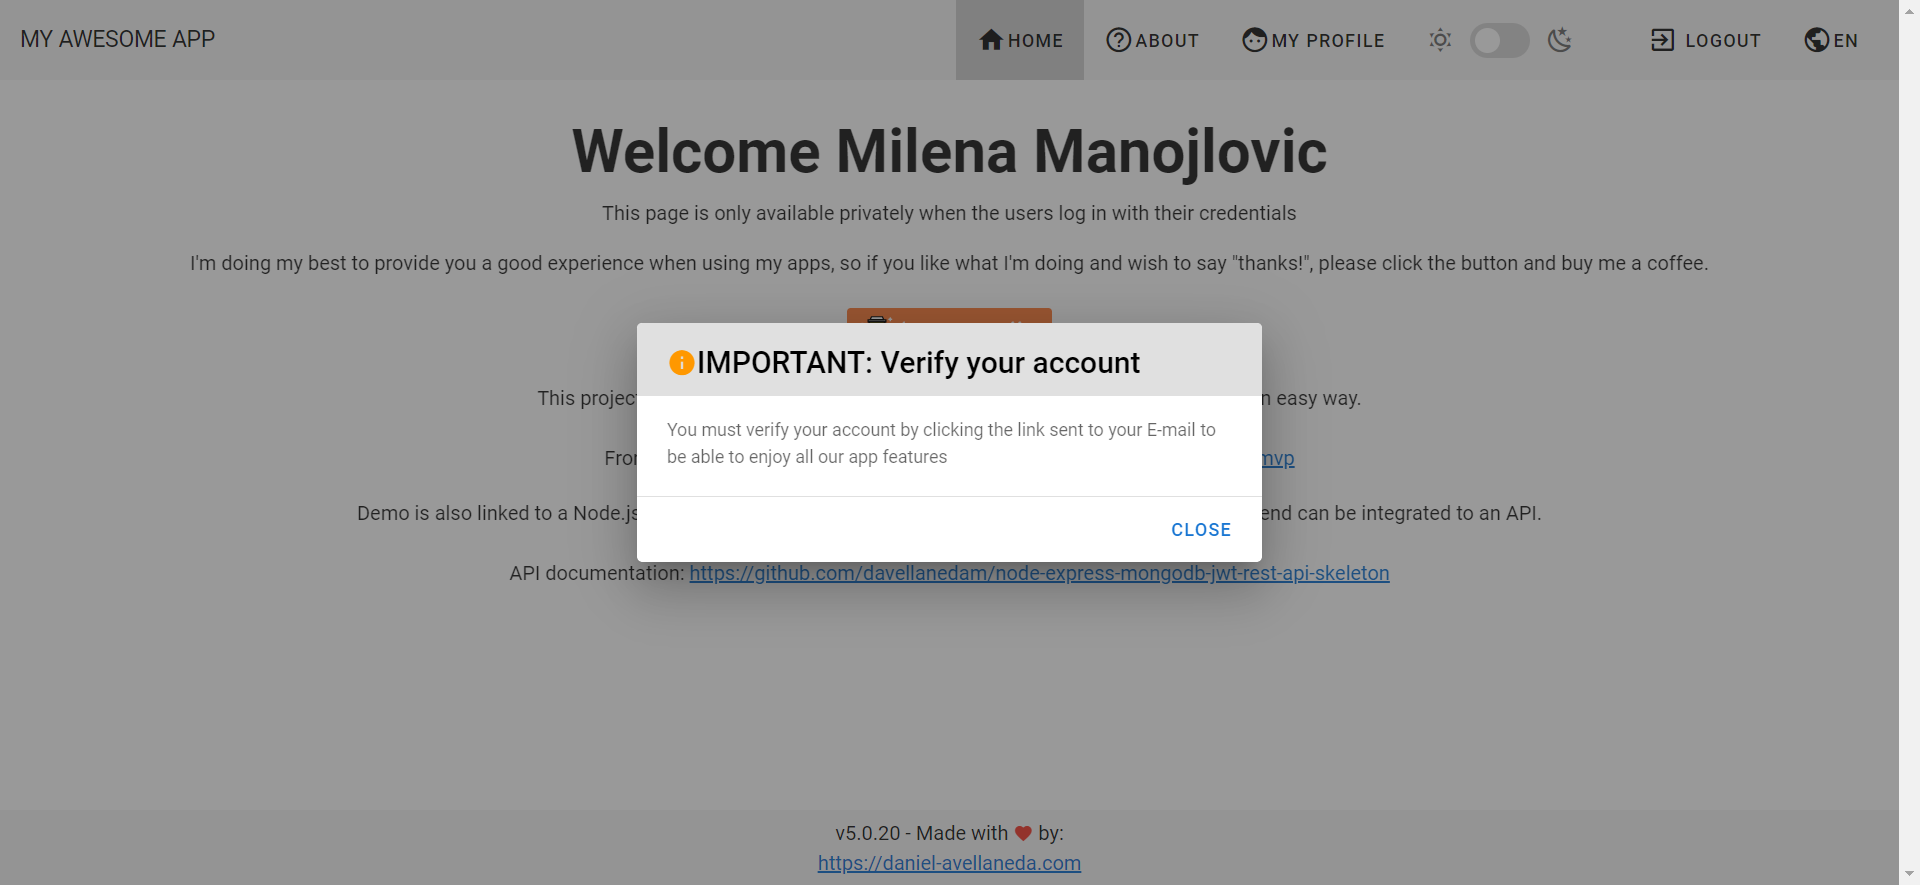 MY AWESOME APP
HOME
ABOUT
MY PROFILE
LOGOUT
EN
Welcome Milena Manojlovic
This page is only available privately when the users log in with their credentials
I'm doing my best to provide you a good experience when using my apps, so if you like what I'm doing and wish to say "thanks!", please click the button and buy me a coffee.
IMPORTANT: Verify your account
This
easy way.
You must verify your account by clicking the link sent to your E-mail to
be able to enjoy all our app features
mvp
Demo is also linked to a Node.js
end can be integrated to an API.
CLOSE
API documentation: https://github.com/davellanedam/node-express-mongodb-jwt-rest-api-skeleton
v5.0.20 - Made with ❤ by:
https://daniel-avellaneda.com